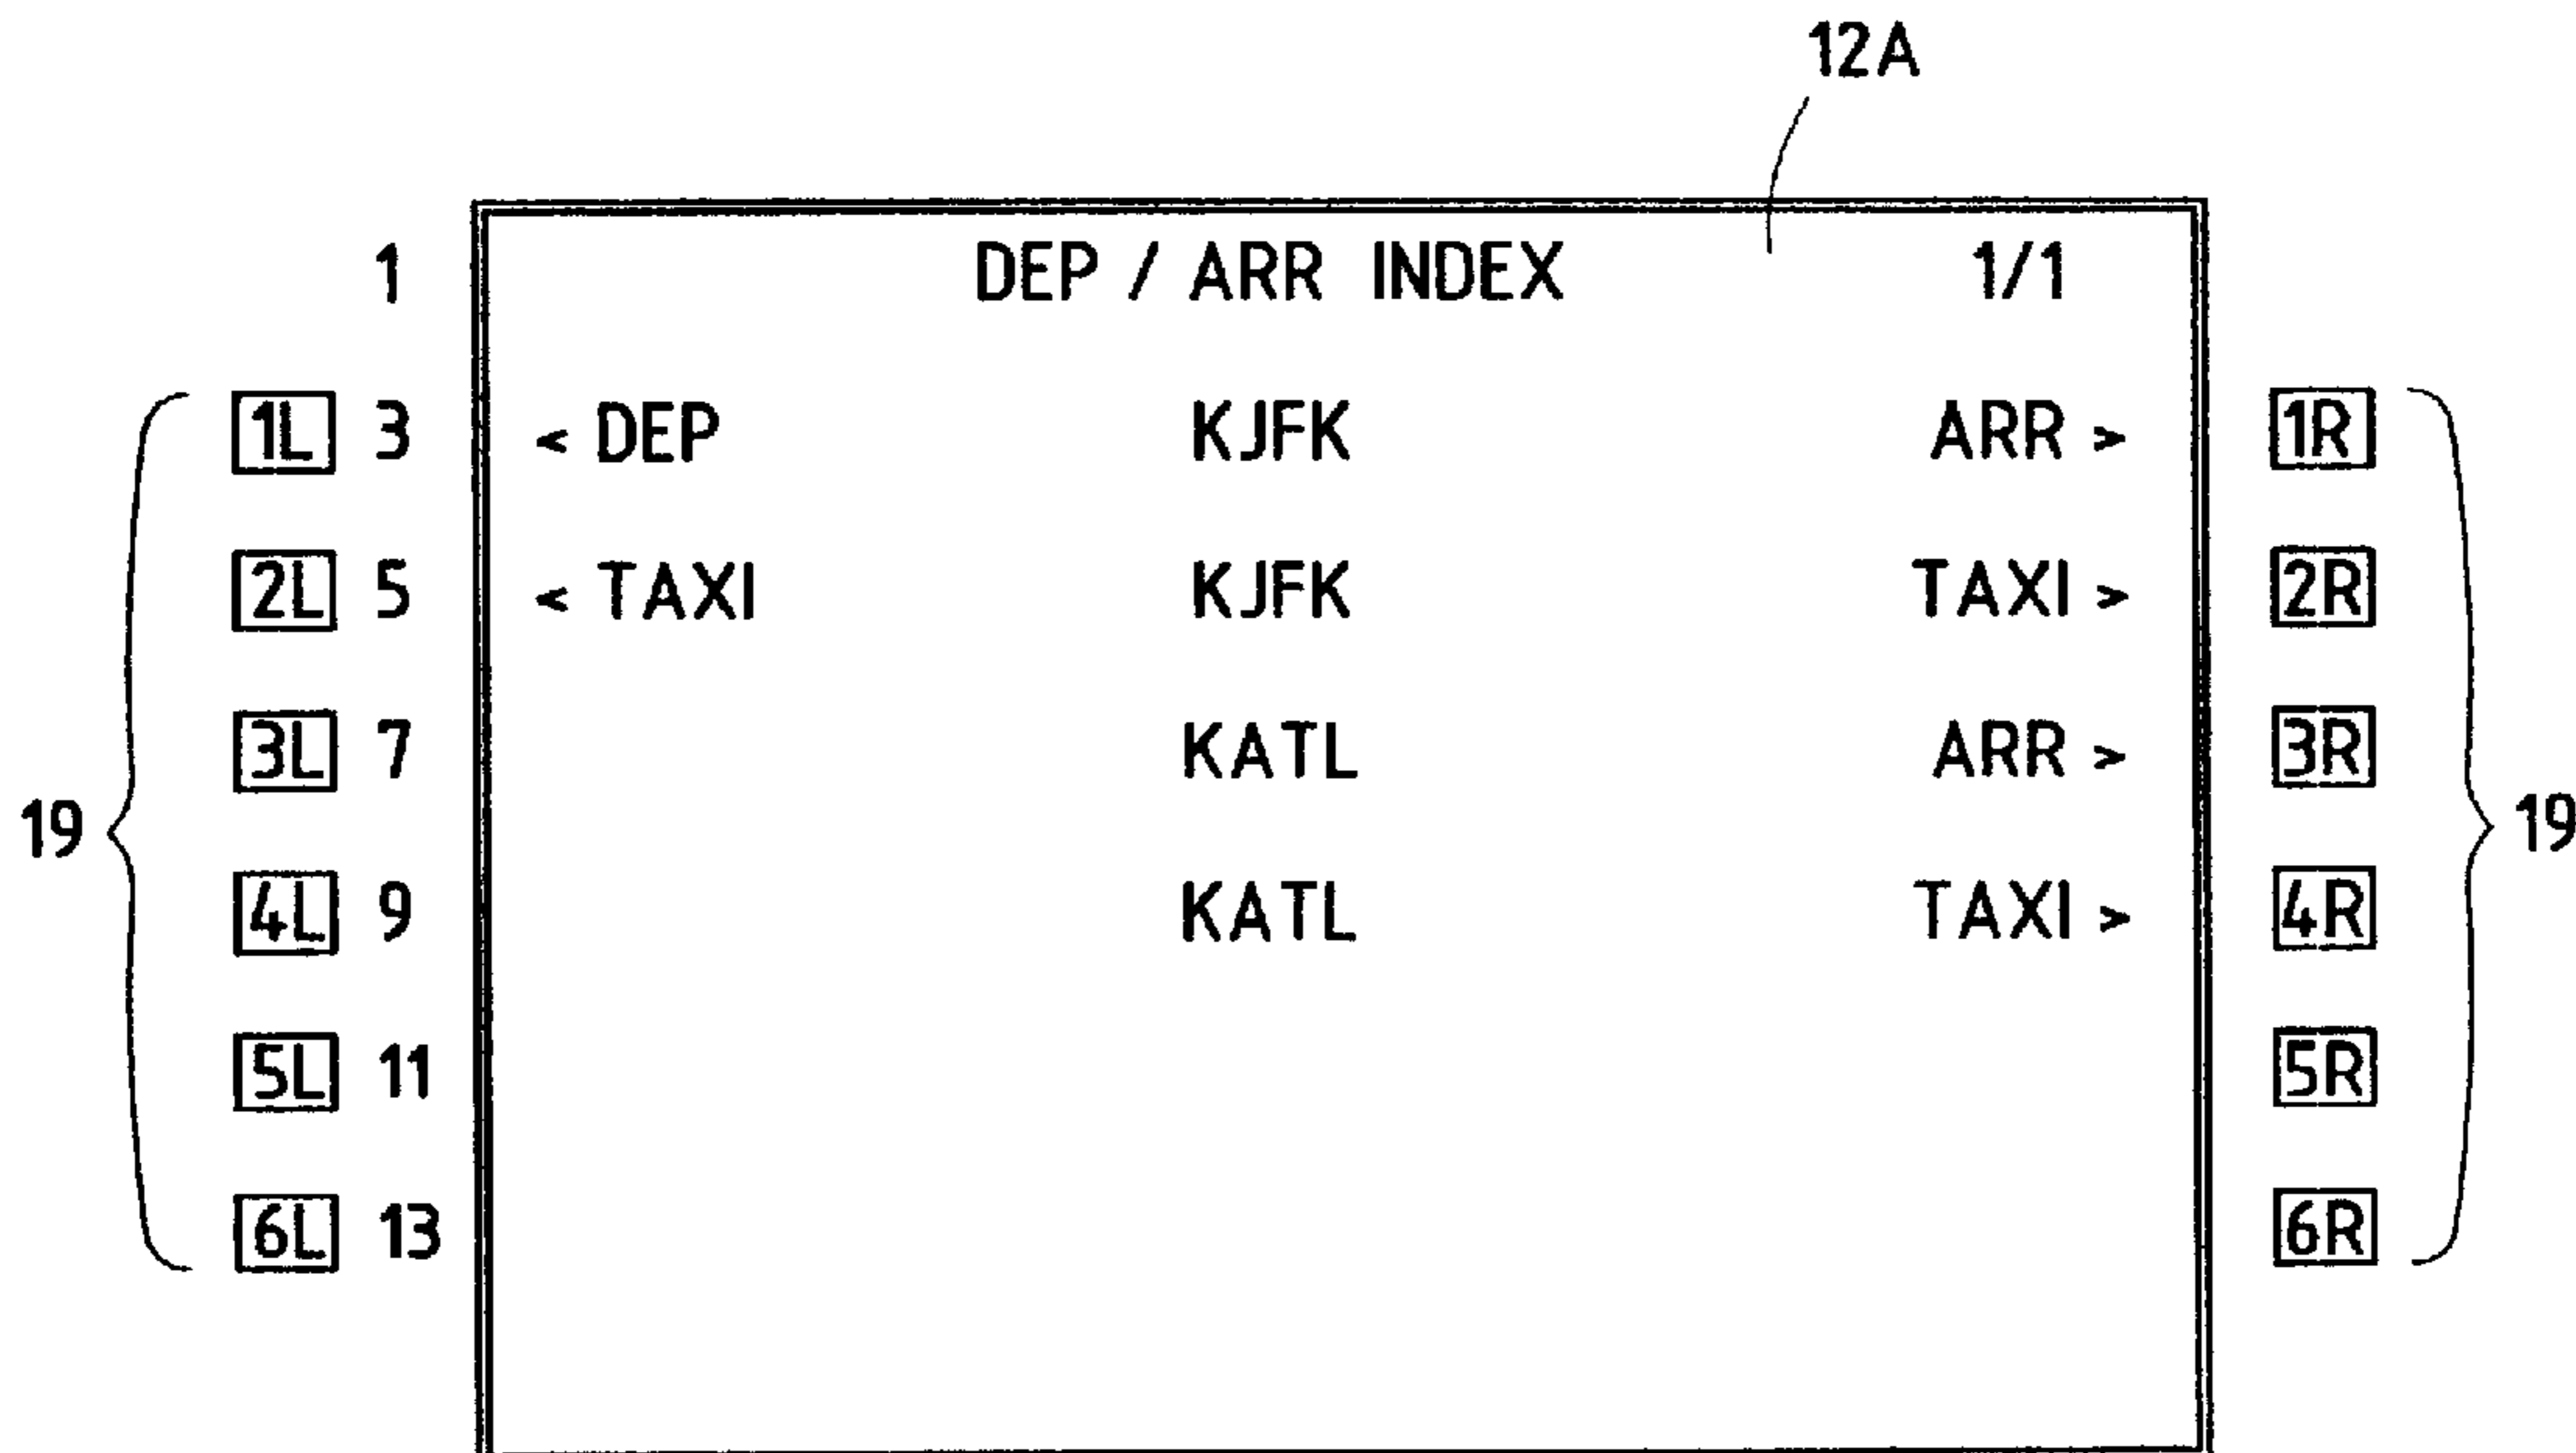 12A
1 DEP / ARR INDEX 1/1
1L 3 < DEP KJFK ARR > 1R
2L 5 < TAXI KJFK TAXI > 2R
3L 7 KATL ARR > 3R
19 19
4L 9 KATL TAXI > 4R
5L 11 5R
6L 13 6R